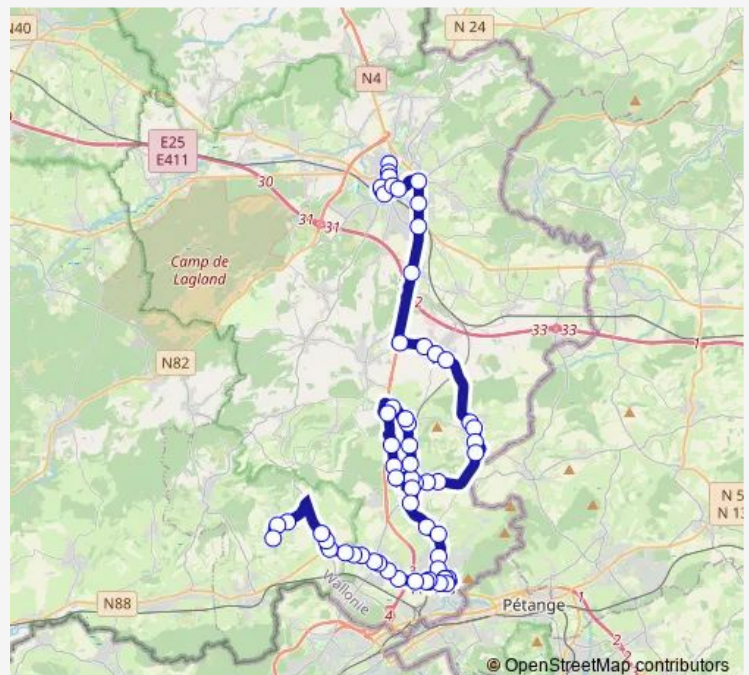 N40
N 24
N4
E25
E411
30
31 31
Camp de
Lagland
2
33 33
1
N82
N 5
N 13
Wallonie
N88
Pétange
1
4
2
© OpenStreetMap contributors